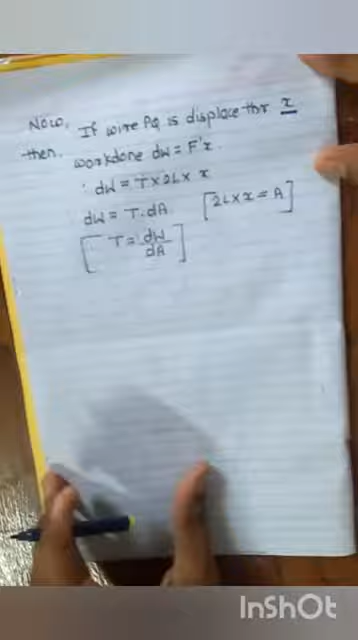 Now, If wire PQ is displace thr x
then, workdone dW = F'x.
∴ dW = T×2L× x
dW = T.dA. [2L×x = A]
[T = dW/dA]
InShOt